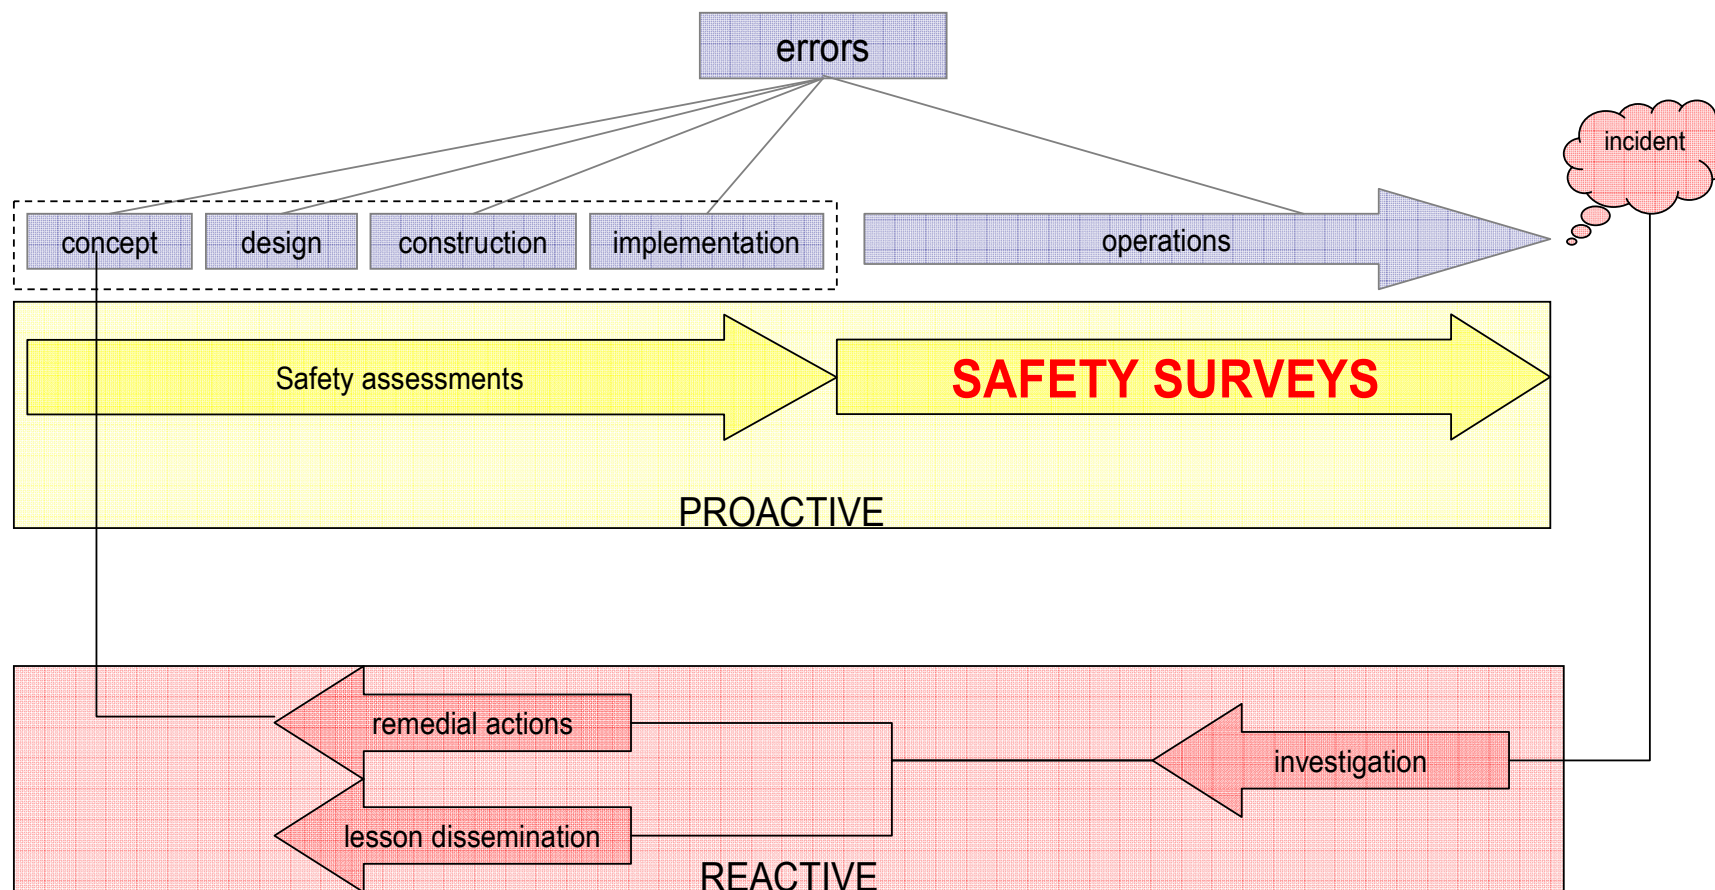 errors
incident
concept
design
construction
implementation
operations
Safety assessments
SAFETY SURVEYS
PROACTIVE
remedial actions
investigation
lesson dissemination
REACTIVE